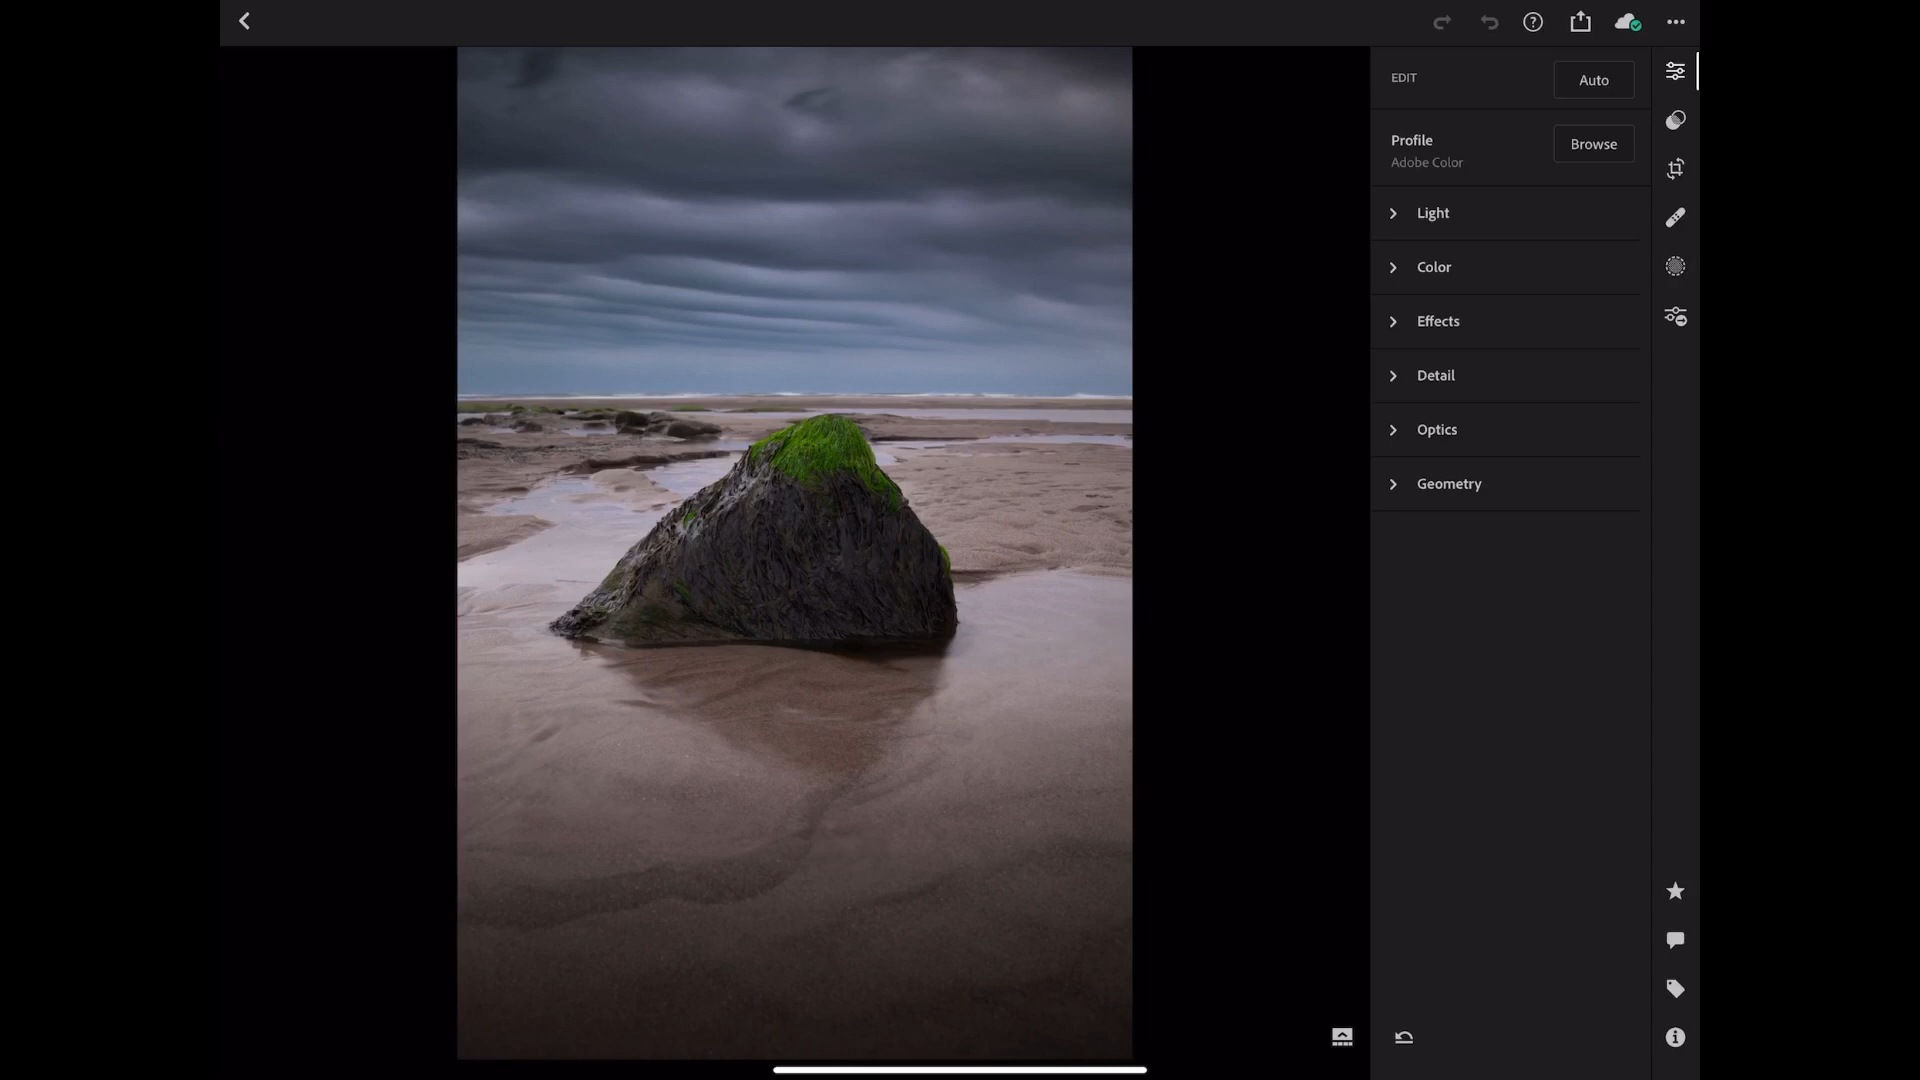 EDIT
Auto
Profile
Adobe Color
Browse
Light
Color
Effects
Detail
Optics
Geometry